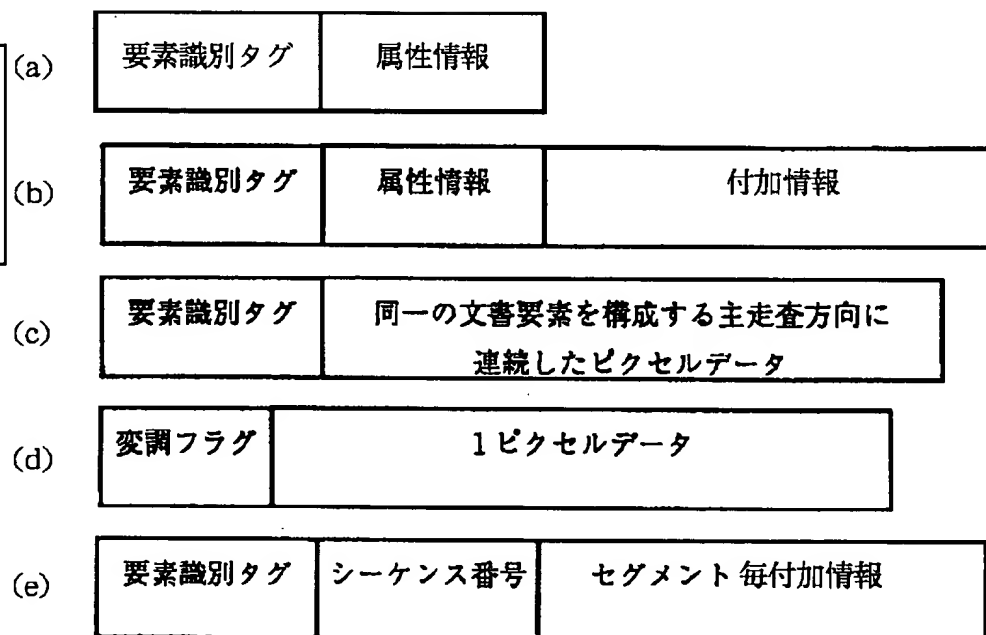 (a) 要素識別タグ 属性情報
(b) 要素識別タグ 属性情報 付加情報
(c) 要素識別タグ 同一の文書要素を構成する主走査方向に
連続したピクセルデータ
(d) 変調フラグ 1ピクセルデータ
(e) 要素識別タグ シーケンス番号 セグメント毎付加情報